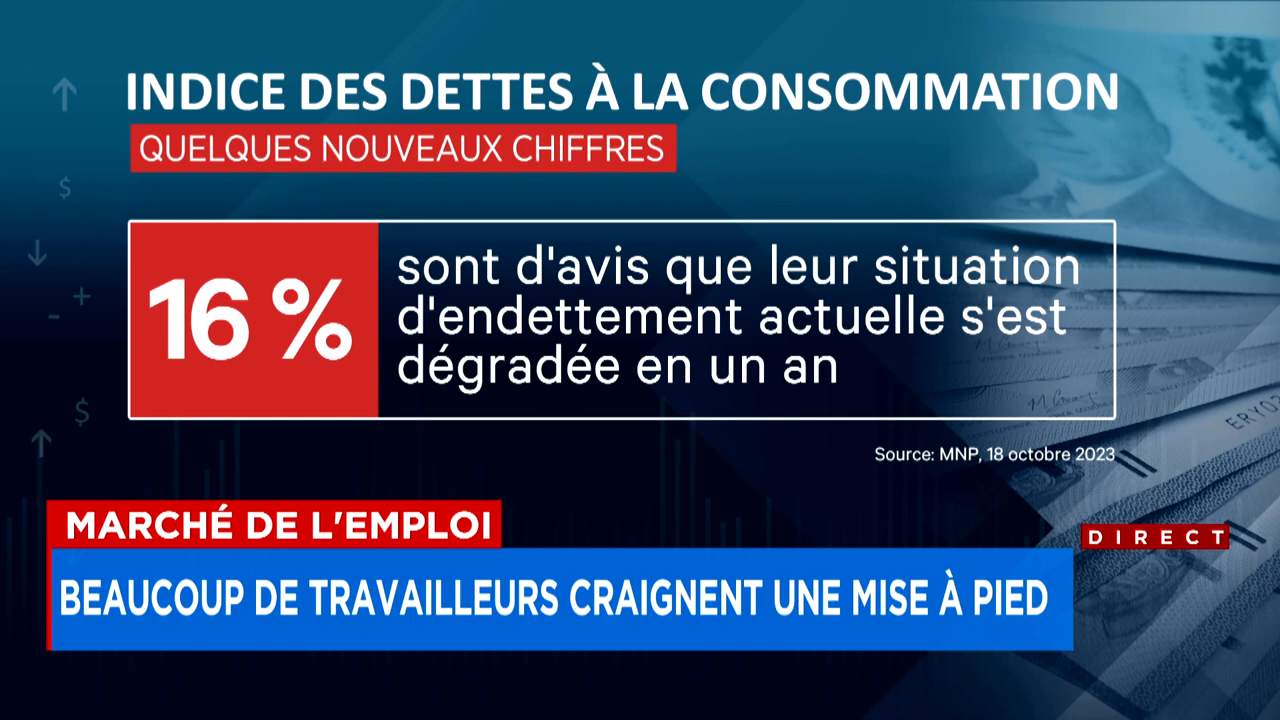 INDICE DES DETTES À LA CONSOMMATION
QUELQUES NOUVEAUX CHIFFRES
16 %
sont d'avis que leur situation
d'endettement actuelle s'est
dégradée en un an
Source: MNP, 18 octobre 2023
MARCHÉ DE L'EMPLOI
DIRECT
BEAUCOUP DE TRAVAILLEURS CRAIGNENT UNE MISE À PIED